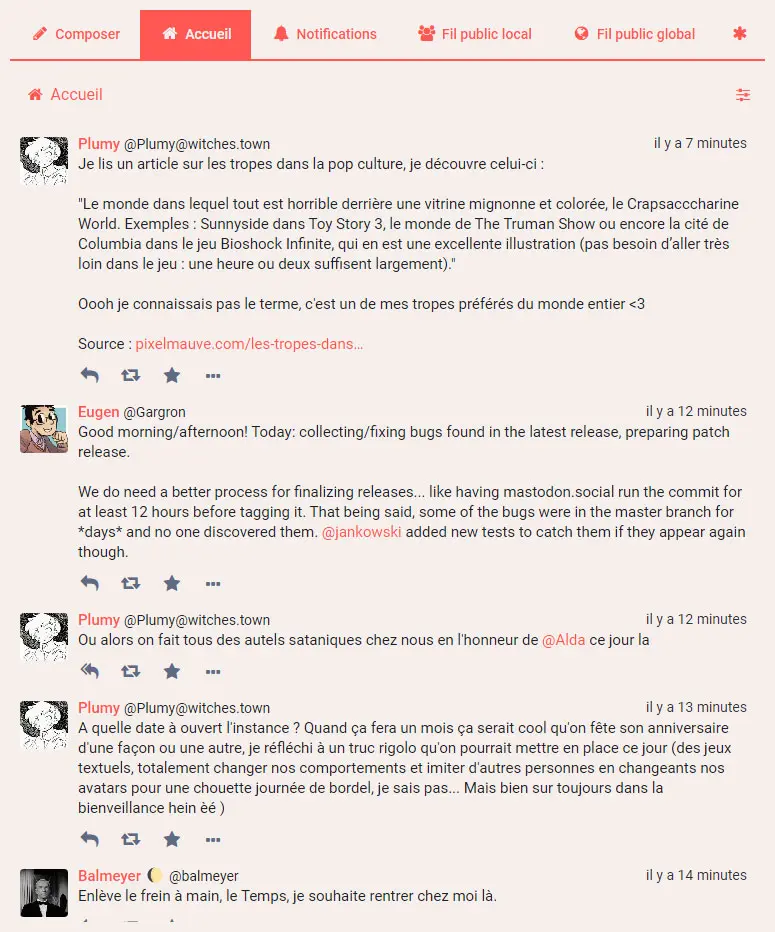 Composer
Accueil
Notifications
Fil public local
Fil public global
Accueil
Plumy @Plumy@witches.town
il y a 7 minutes
Je lis un article sur les tropes dans la pop culture, je découvre celui-ci :
"Le monde dans lequel tout est horrible derrière une vitrine mignonne et colorée, le Crapsacccharine
World. Exemples : Sunnyside dans Toy Story 3, le monde de The Truman Show ou encore la cité de
Columbia dans le jeu Bioshock Infinite, qui en est une excellente illustration (pas besoin d’aller très
loin dans le jeu : une heure ou deux suffisent largement)."
Oooh je connaissais pas le terme, c'est un de mes tropes préférés du monde entier <3
Source : pixelmauve.com/les-tropes-dans…
Eugen @Gargron
il y a 12 minutes
Good morning/afternoon! Today: collecting/fixing bugs found in the latest release, preparing patch
release.
We do need a better process for finalizing releases... like having mastodon.social run the commit for
at least 12 hours before tagging it. That being said, some of the bugs were in the master branch for
*days* and no one discovered them. @jankowski added new tests to catch them if they appear again
though.
Plumy @Plumy@witches.town
il y a 12 minutes
Ou alors on fait tous des autels sataniques chez nous en l'honneur de @Alda ce jour la
Plumy @Plumy@witches.town
il y a 13 minutes
A quelle date à ouvert l'instance ? Quand ça fera un mois ça serait cool qu'on fête son anniversaire
d'une façon ou une autre, je réfléchi à un truc rigolo qu'on pourrait mettre en place ce jour (des jeux
textuels, totalement changer nos comportements et imiter d'autres personnes en changeants nos
avatars pour une chouette journée de bordel, je sais pas... Mais bien sur toujours dans la
bienveillance hein èé )
Balmeyer 🌔 @balmeyer
il y a 14 minutes
Enlève le frein à main, le Temps, je souhaite rentrer chez moi là.